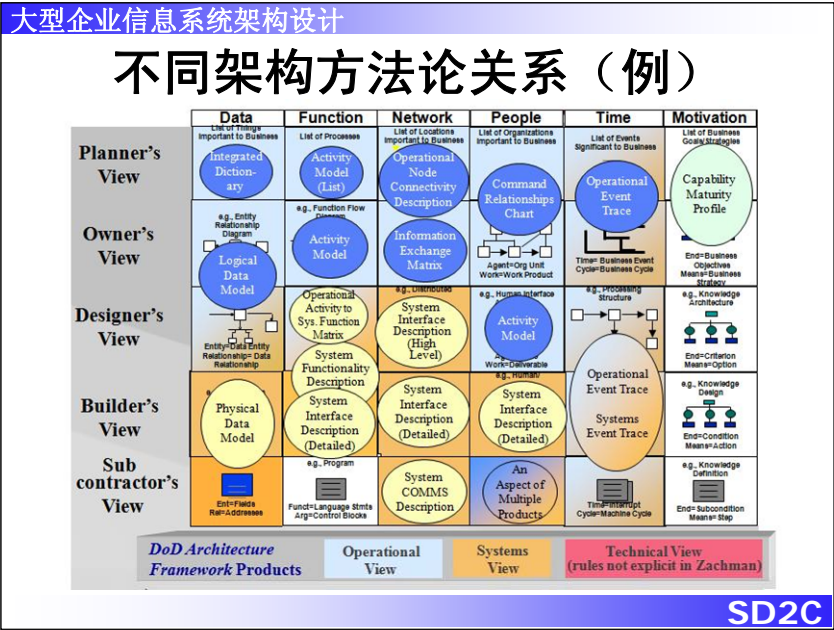 大型企业信息系统架构设计
不同架构方法论关系（例）
Data Function Network People Time Motivation
Planner's
View
List of Things
Important to Business
Integrated
Diction-
ary
List of Processes
Activity
Model
(List)
List of Locations
Important to Business
Operational
Node
Connectivity
Description
List of Organizations
Important to Business
Command
Relationships
Chart
List of Events
Significant to Business
Operational
Event
Trace
List of Business
Goals/Strategies
Capability
Maturity
Profile
Owner's
View
e.g., Entity
Relationship
Diagram
Logical
Data
Model
e.g., Function Flow
Diagram
Activity
Model
Information
Exchange
Matrix
Agent=Org Unit
Work=Work Product
Time= Business Event
Cycle=Business Cycle
End=Business
Objectives
Means=Business
Strategy
Designer's
View
Entity=Data Entity
Relationship= Data
Relationship
Operational
Activity to
Sys. Function
Matrix
System
Functionality
Description
e.g., Distributed
System
Interface
Description
(High
Level)
e.g., Human Interface
Activity
Model
Work=Deliverable
e.g., Processing
Structure
Operational
Event Trace
Systems
Event Trace
e.g., Knowledge
Architecture
End=Criterion
Means=Option
Builder's
View
Physical
Data
Model
System
Interface
Description
(Detailed)
System
Interface
Description
(Detailed)
e.g., Human/
System
Interface
Description
(Detailed)
e.g., Knowledge
Design
End=Condition
Means=Action
Sub
contractor's
View
Ent=Fields
Rel=Addresses
e.g., Program
Funct=Language Stmts
Arg=Control Blocks
System
COMMS
Description
An
Aspect of
Multiple
Products
Time=Interrupt
Cycle=Machine Cycle
e.g., Knowledge
Definition
End= Subcondition
Means= Step
DoD Architecture
Framework Products
Operational
View
Systems
View
Technical View
(rules not explicit in Zachman)
SD2C